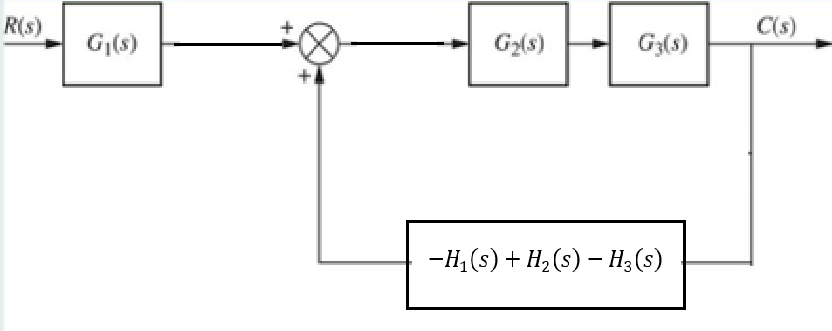 R(s)
G₁(s)
+
+
G₂(s)
G₃(s)
C(s)
−H₁(s) + H₂(s) − H₃(s)